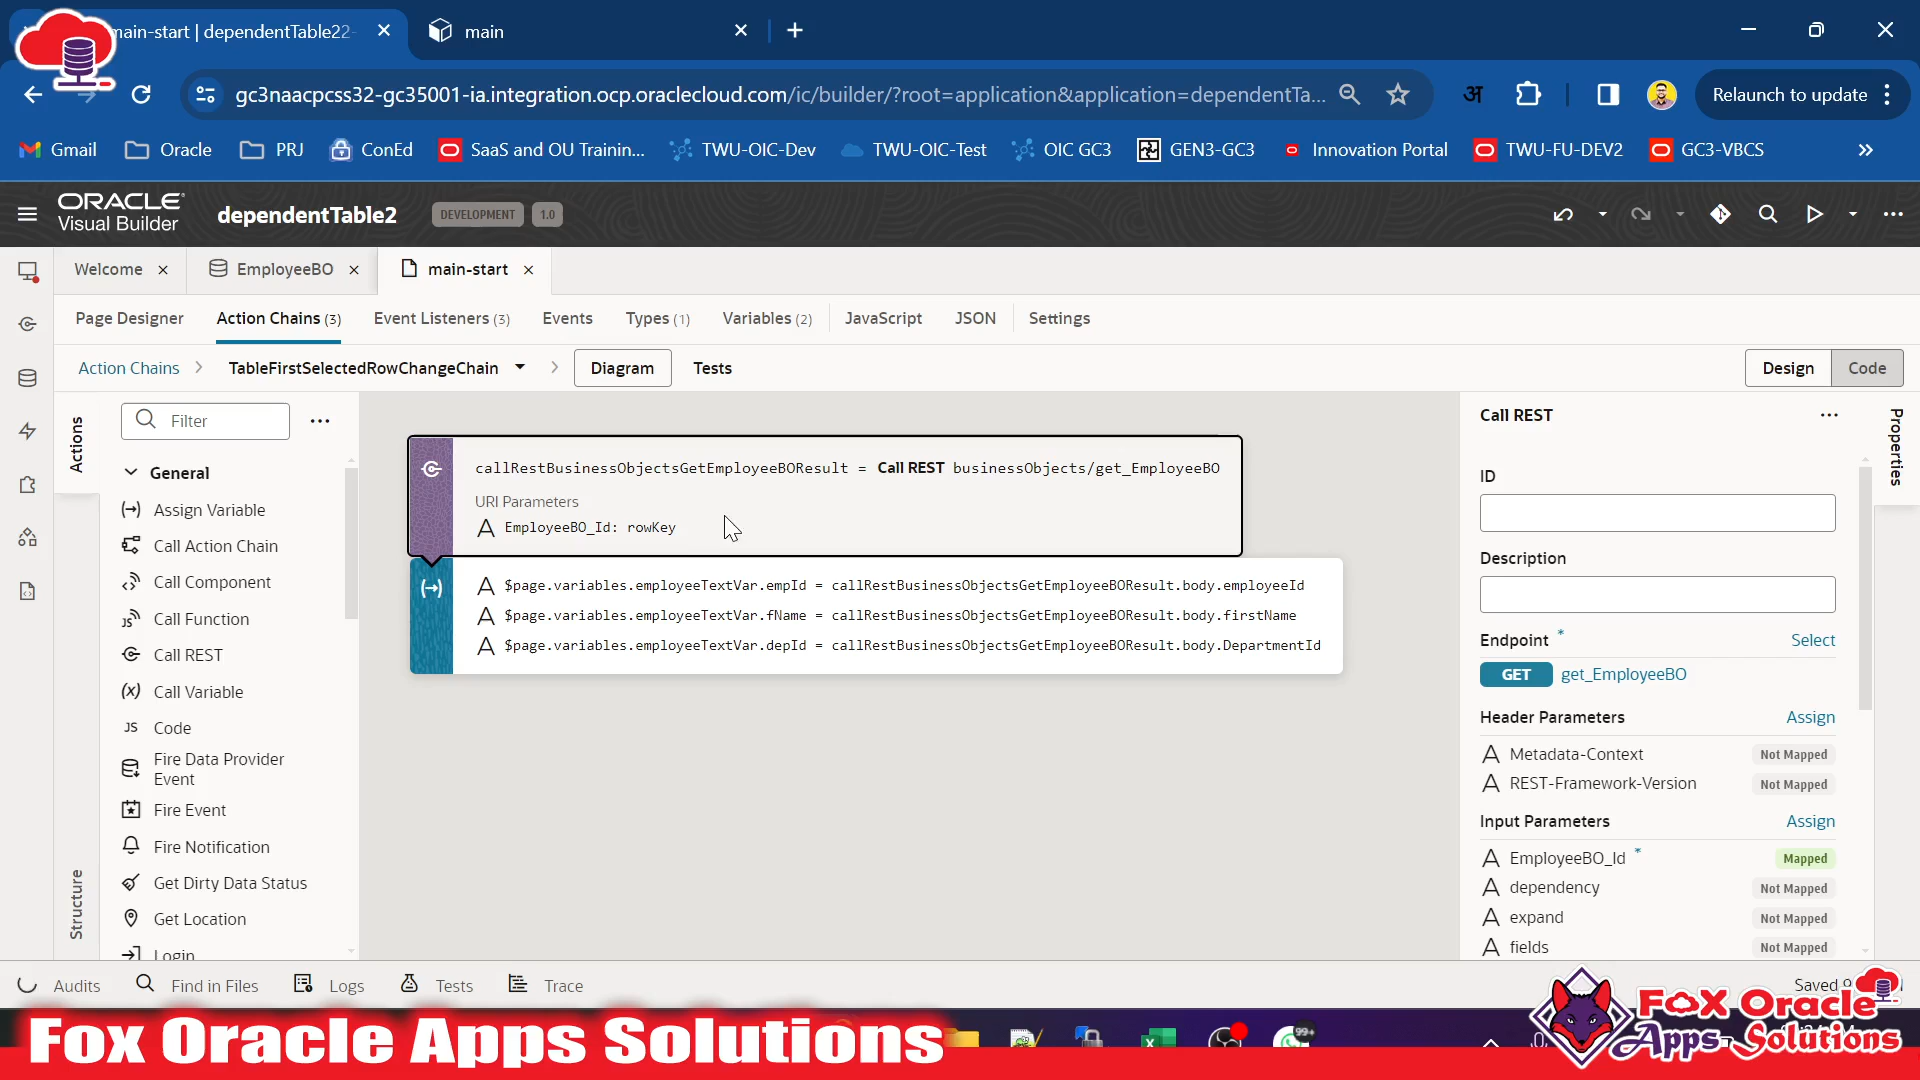 main-start | dependentTable22-
main
gc3naacpcss32-gc35001-ia.integration.ocp.oraclecloud.com/ic/builder/?root=application&application=dependentTa...
अ
Relaunch to update
Gmail
Oracle
PRJ
ConEd
SaaS and OU Trainin...
TWU-OIC-Dev
TWU-OIC-Test
OIC GC3
GEN3-GC3
Innovation Portal
TWU-FU-DEV2
GC3-VBCS
ORACLE
Visual Builder
dependentTable2
DEVELOPMENT
1.0
Welcome
EmployeeBO
main-start
Page Designer
Action Chains (3)
Event Listeners (3)
Events
Types (1)
Variables (2)
JavaScript
JSON
Settings
Action Chains
TableFirstSelectedRowChangeChain
Diagram
Tests
Design
Code
Actions
Structure
Filter
General
Assign Variable
Call Action Chain
Call Component
Call Function
Call REST
Call Variable
JS Code
Fire Data Provider
Event
Fire Event
Fire Notification
Get Dirty Data Status
Get Location
Login
callRestBusinessObjectsGetEmployeeBOResult = Call REST businessObjects/get_EmployeeBO
URI Parameters
A EmployeeBO_Id: rowKey
A $page.variables.employeeTextVar.empId = callRestBusinessObjectsGetEmployeeBOResult.body.employeeId
A $page.variables.employeeTextVar.fName = callRestBusinessObjectsGetEmployeeBOResult.body.firstName
A $page.variables.employeeTextVar.depId = callRestBusinessObjectsGetEmployeeBOResult.body.DepartmentId
Call REST
Properties
ID
Description
Endpoint *
Select
GET get_EmployeeBO
Header Parameters
Assign
A Metadata-Context Not Mapped
A REST-Framework-Version Not Mapped
Input Parameters
Assign
A EmployeeBO_Id * Mapped
A dependency Not Mapped
A expand Not Mapped
A fields Not Mapped
Audits
Find in Files
Logs
Tests
Trace
Saved
Fox Oracle Apps Solutions
99+
FoX Oracle
Apps Solutions